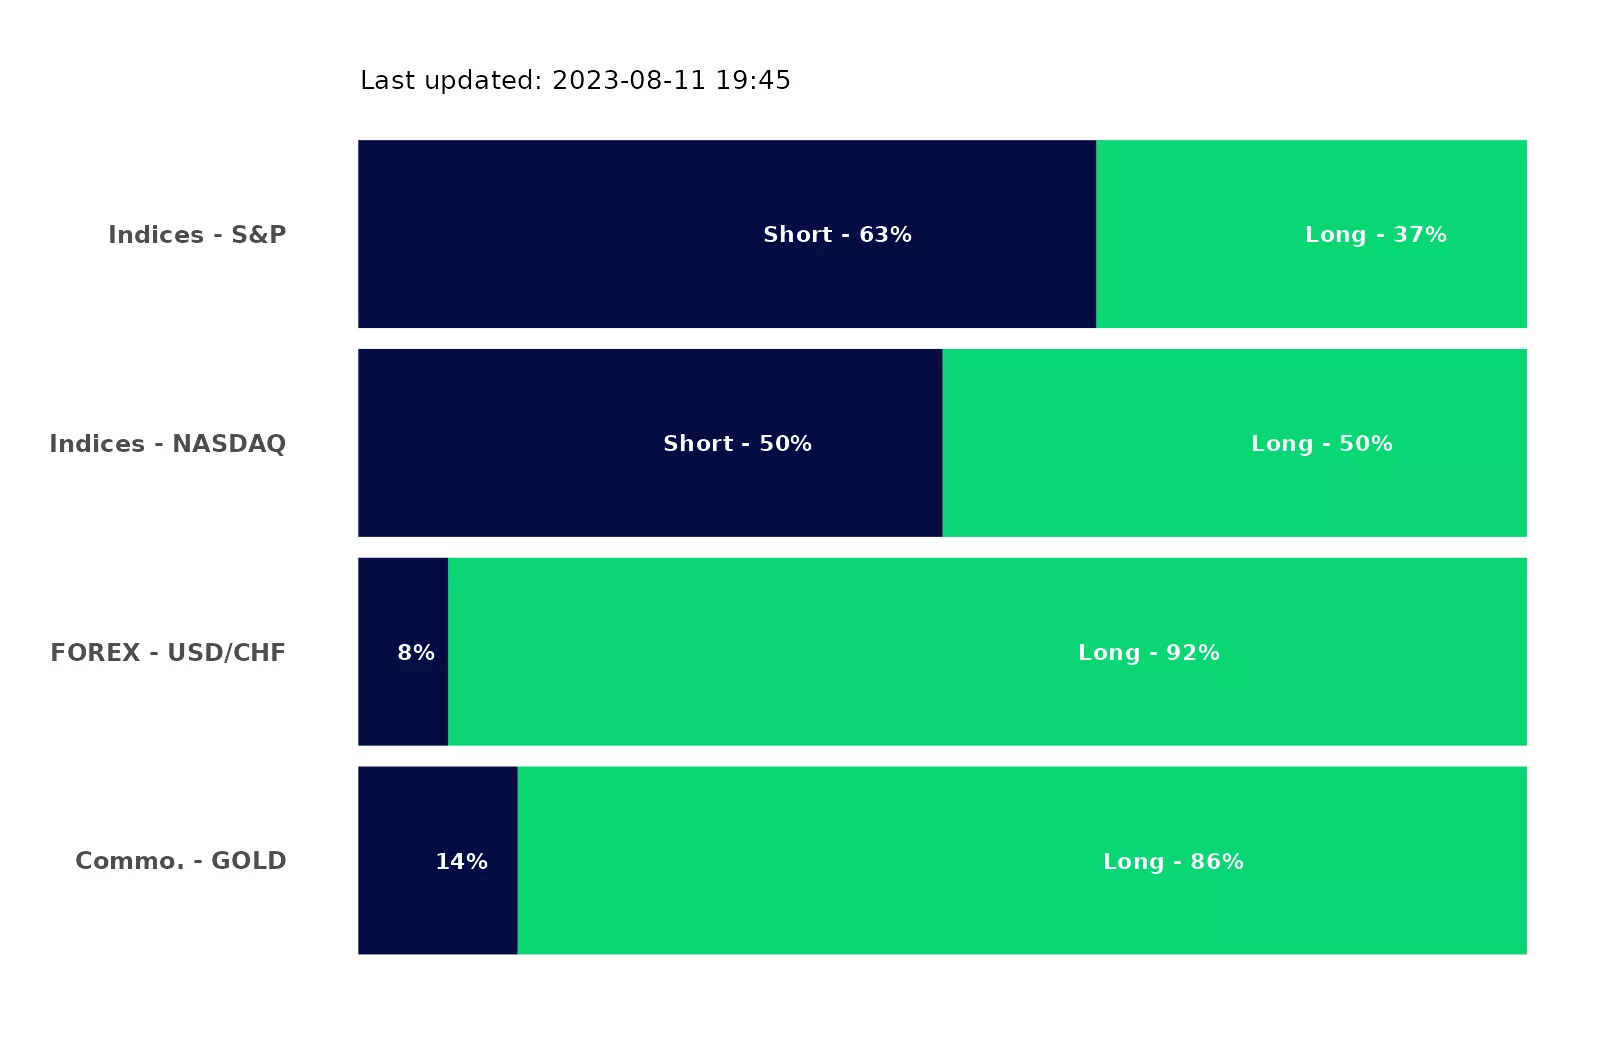 Last updated: 2023-08-11 19:45
Indices - S&P
Short - 63%
Long - 37%
Indices - NASDAQ
Short - 50%
Long - 50%
FOREX - USD/CHF
8%
Long - 92%
Commo. - GOLD
14%
Long - 86%